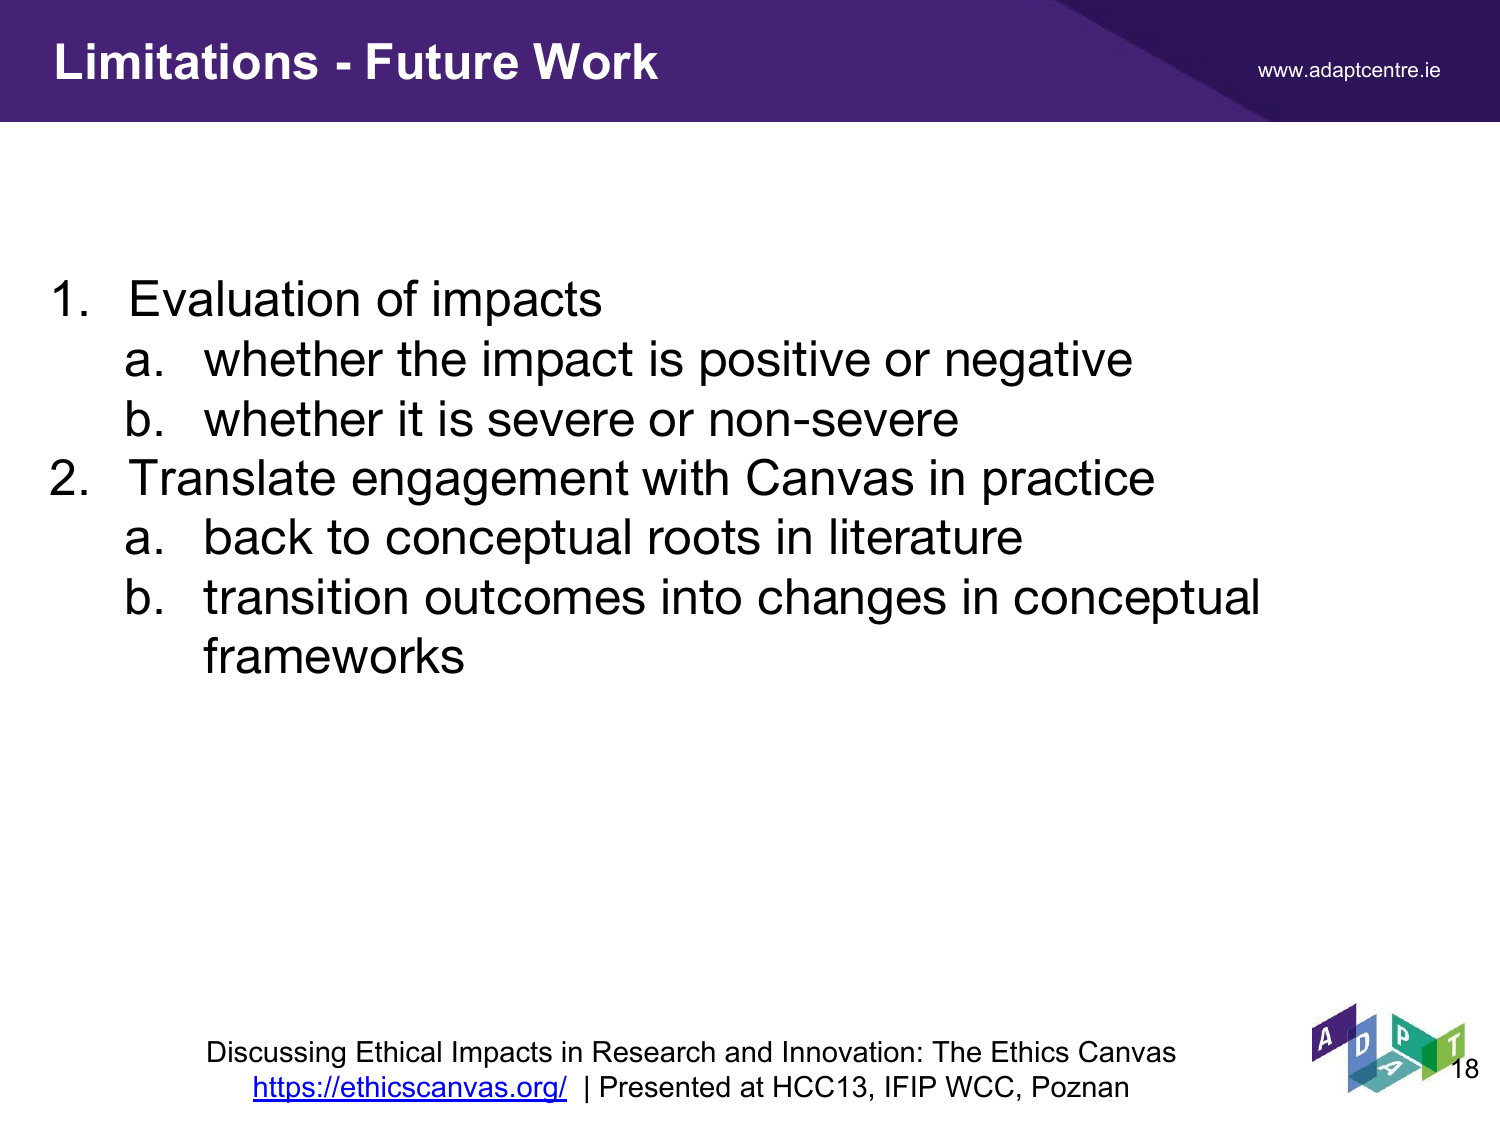 Limitations - Future Work
www.adaptcentre.ie
1. Evaluation of impacts
a. whether the impact is positive or negative
b. whether it is severe or non-severe
2. Translate engagement with Canvas in practice
a. back to conceptual roots in literature
b. transition outcomes into changes in conceptual
frameworks
Discussing Ethical Impacts in Research and Innovation: The Ethics Canvas
https://ethicscanvas.org/ | Presented at HCC13, IFIP WCC, Poznan
A D A P T
18